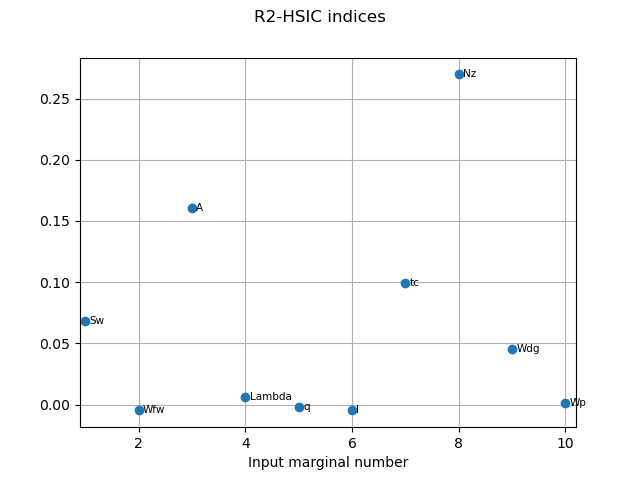 R2-HSIC indices
0.25
0.20
0.15
0.10
0.05
0.00
Nz
A
tc
Sw
Wdg
Lambda
Wp
q
Wfw
l
2 4 6 8 10
Input marginal number